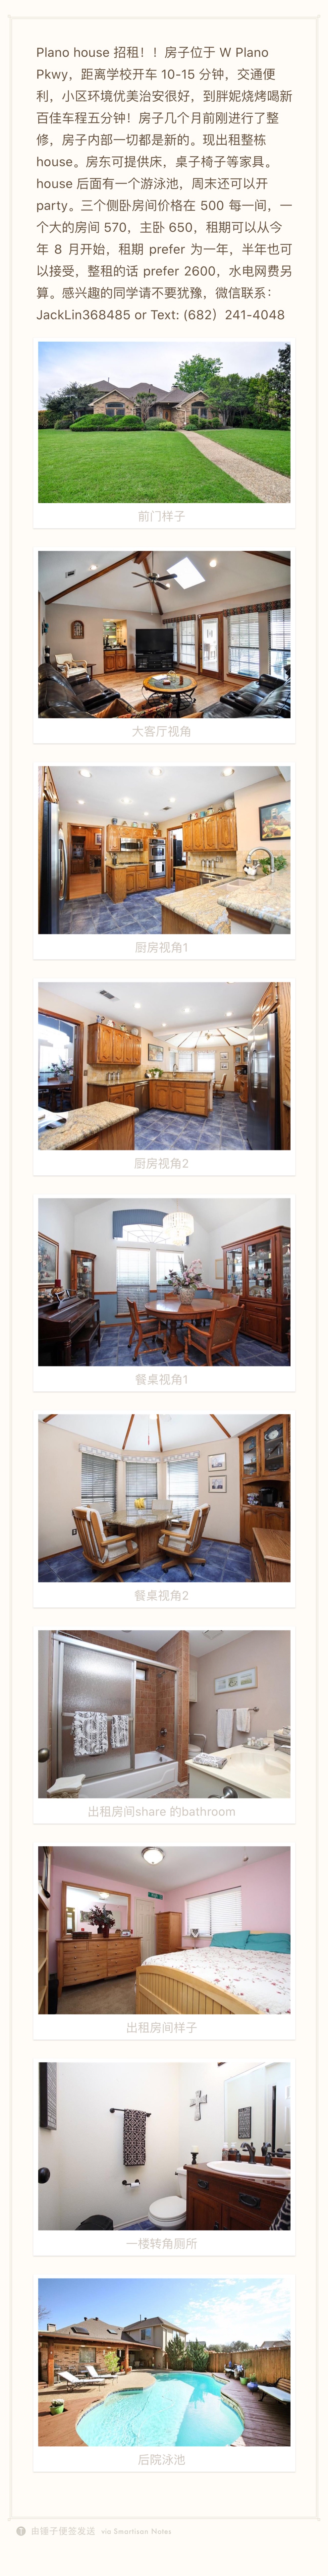 Plano house 招租！！房子位于 W Plano
Pkwy，距离学校开车 10-15 分钟，交通便
利，小区环境优美治安很好，到胖妮烧烤喝新
百佳车程五分钟！房子几个月前刚进行了整
修，房子内部一切都是新的。现出租整栋
house。房东可提供床，桌子椅子等家具。
house 后面有一个游泳池，周末还可以开
party。三个侧卧房间价格在 500 每一间，一
个大的房间 570，主卧 650，租期可以从今
年 8 月开始，租期 prefer 为一年，半年也可
以接受，整租的话 prefer 2600，水电网费另
算。感兴趣的同学请不要犹豫，微信联系：
JackLin368485 or Text: (682）241-4048
前门样子
大客厅视角
厨房视角1
厨房视角2
餐桌视角1
餐桌视角2
出租房间share 的bathroom
出租房间样子
一楼转角厕所
后院泳池
由锤子便签发送 via Smartisan Notes